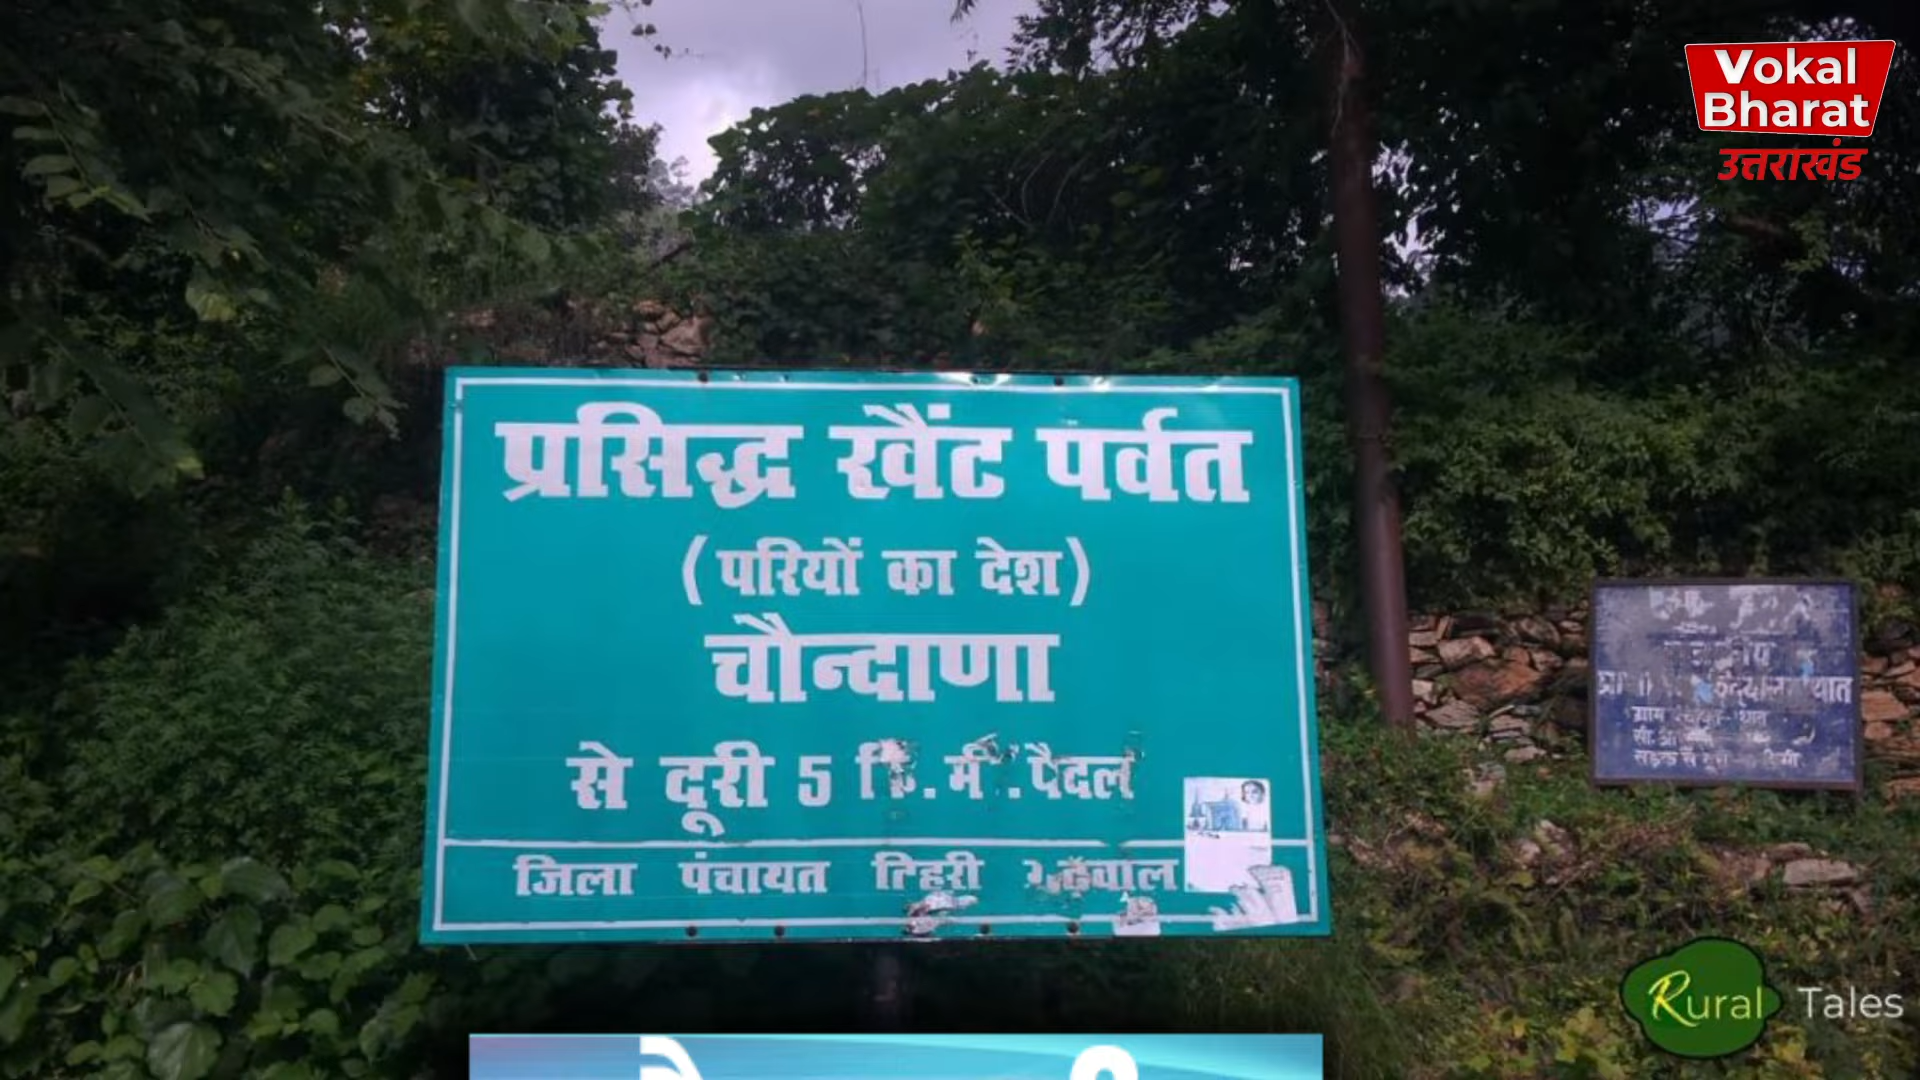 Vokal
Bharat
उत्तराखंड
प्रसिद्ध खैंट पर्वत
(परियों का देश)
चौन्दाणा
से दूरी 5 कि.मी.पैदल
जिला पंचायत टिहरी गढ़वाल
ग्राम
Rural Tales